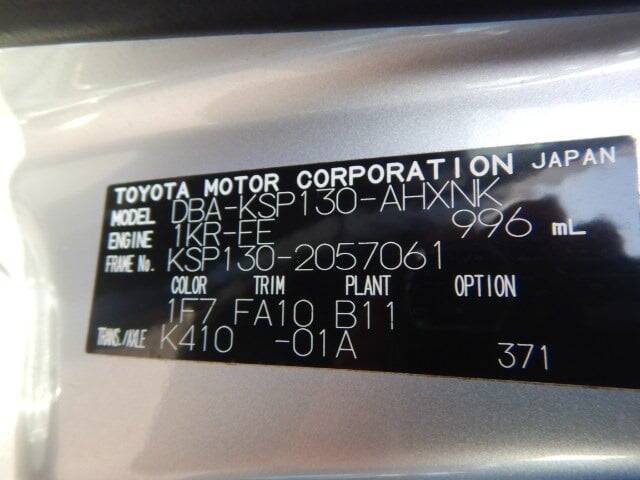 TOYOTA MOTOR CORPORATION JAPAN
MODEL DBA-KSP130-AHXNK
ENGINE 1KR-FE 996 mL
FRAME No. KSP130-2057061
COLOR TRIM PLANT OPTION
1F7 FA10 B11
TRANS./AXLE K410 -01A 371